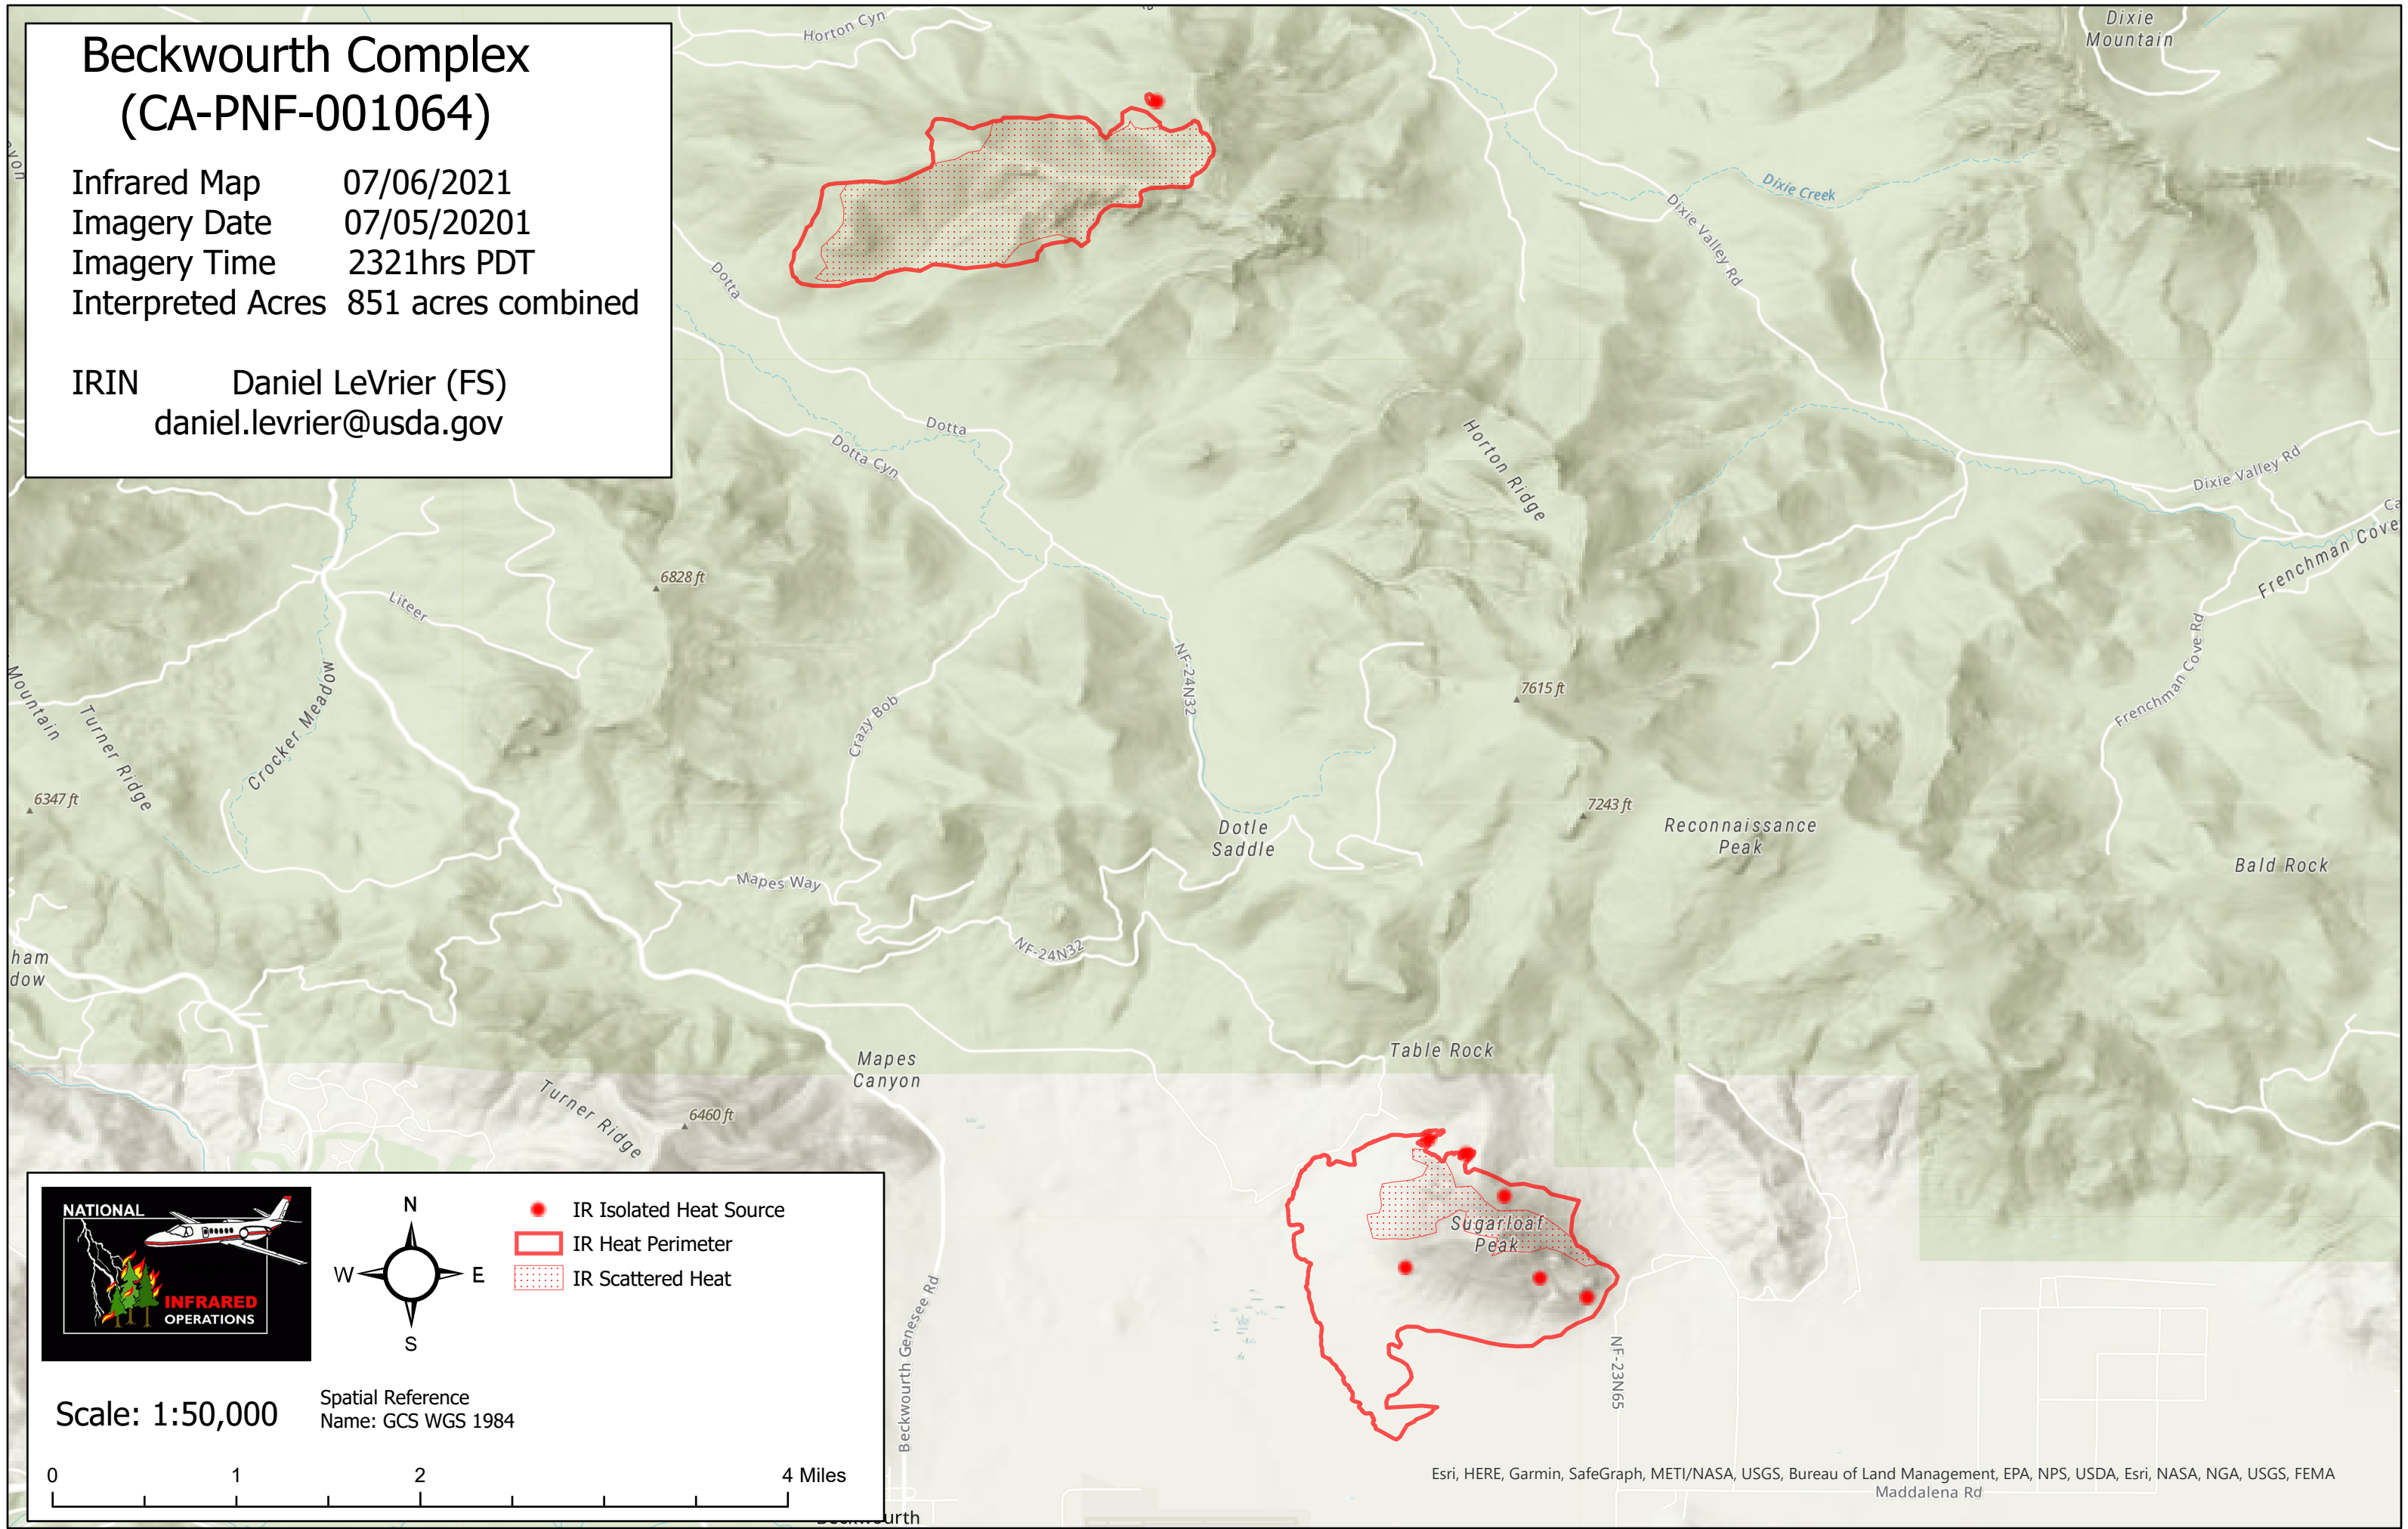 Beckwourth Complex
(CA-PNF-001064)
Infrared Map 07/06/2021
Imagery Date 07/05/20201
Imagery Time 2321hrs PDT
Interpreted Acres 851 acres combined
IRIN Daniel LeVrier (FS)
daniel.levrier@usda.gov
Horton Cyn
Dixie
Mountain
Dixie Creek
Dixie Valley Rd
Dotta
Dotta
Dotta Cyn
Horton Ridge
Dixie Valley Rd
Frenchman Cove
6828 ft
Liteer
Frenchman Cove Rd
NF-24N32
Mountain
Turner Ridge
Crocker Meadow
Crazy Bob
7615 ft
6347 ft
7243 ft
Dotle
Saddle
Reconnaissance
Peak
Bald Rock
Mapes Way
NF-24N32
ham
dow
Mapes
Canyon
Table Rock
Turner Ridge
6460 ft
Sugarloaf
Peak
Beckwourth Genesee Rd
NF-23N65
NATIONAL
INFRARED
OPERATIONS
N
W
E
S
IR Isolated Heat Source
IR Heat Perimeter
IR Scattered Heat
Scale: 1:50,000
Spatial Reference
Name: GCS WGS 1984
0 1 2 4 Miles
Esri, HERE, Garmin, SafeGraph, METI/NASA, USGS, Bureau of Land Management, EPA, NPS, USDA, Esri, NASA, NGA, USGS, FEMA
Maddalena Rd
Beckwourth